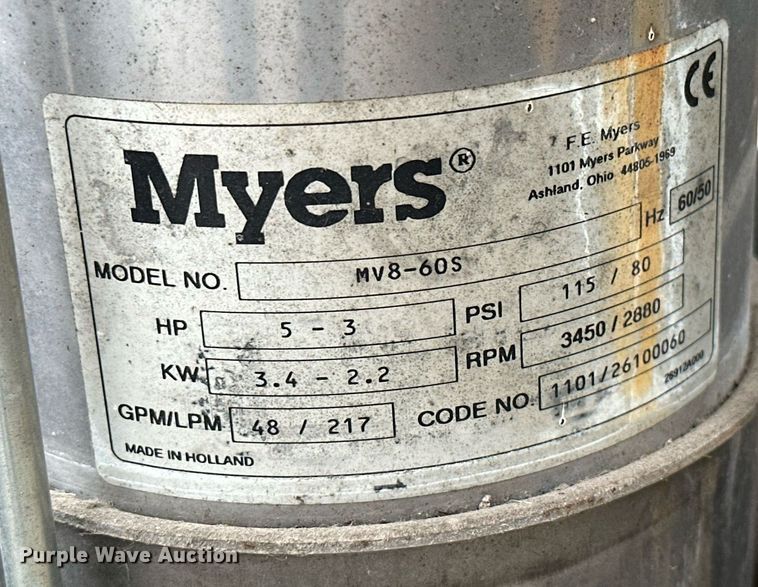 CE
Myers®
F.E. Myers
1101 Myers Parkway
Ashland, Ohio 44805-1969
MODEL NO. MV8-60S Hz 60/50
HP 5 - 3 PSI 115 / 80
KW 3.4 - 2.2 RPM 3450 / 2880
GPM/LPM 48 / 217 CODE NO. 1101/26100060
MADE IN HOLLAND 26912A000
Purple Wave Auction